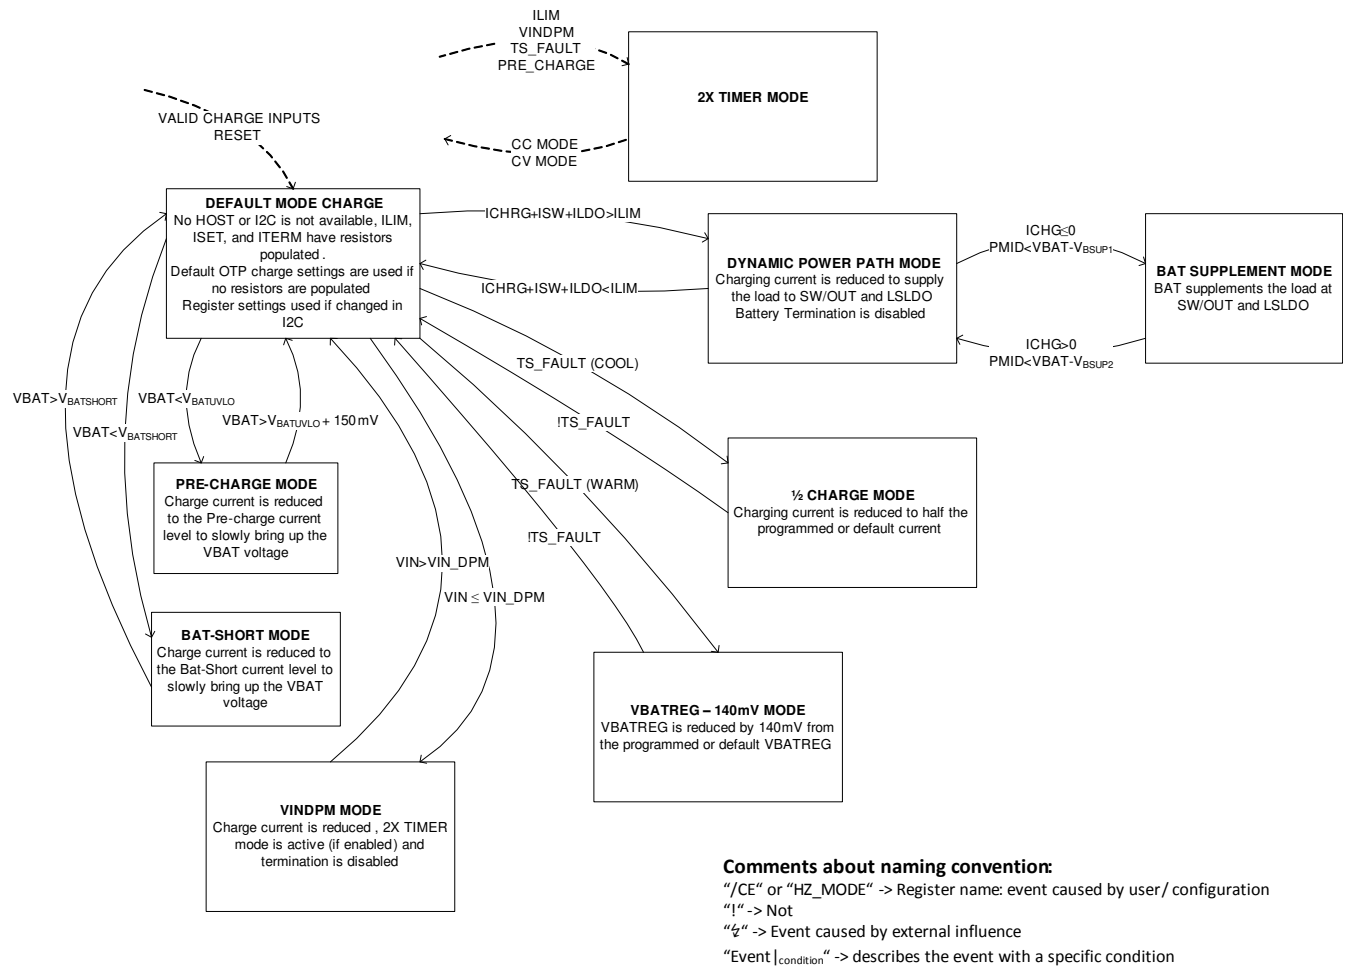 ILIM
VINDPM
TS_FAULT
PRE_CHARGE
2X TIMER MODE
VALID CHARGE INPUTS
RESET
CC MODE
CV MODE
DEFAULT MODE CHARGE
No HOST or I2C is not available, ILIM,
ISET, and ITERM have resistors
populated .
Default OTP charge settings are used if
no resistors are populated
Register settings used if changed in
I2C
ICHRG+ISW+ILDO>ILIM
ICHRG+ISW+ILDO<ILIM
DYNAMIC POWER PATH MODE
Charging current is reduced to supply
the load to SW/OUT and LSLDO
Battery Termination is disabled
ICHG≤0
PMID<VBAT-VBSUP1
ICHG>0
PMID<VBAT-VBSUP2
BAT SUPPLEMENT MODE
BAT supplements the load at
SW/OUT and LSLDO
TS_FAULT (COOL)
!TS_FAULT
VBAT>VBATSHORT
VBAT<VBATUVLO
VBAT>VBATUVLO + 150mV
VBAT<VBATSHORT
PRE-CHARGE MODE
Charge current is reduced
to the Pre-charge current
level to slowly bring up the
VBAT voltage
TS_FAULT (WARM)
!TS_FAULT
½ CHARGE MODE
Charging current is reduced to half the
programmed or default current
VIN>VIN_DPM
VIN ≤ VIN_DPM
BAT-SHORT MODE
Charge current is reduced to
the Bat-Short current level to
slowly bring up the VBAT
voltage
VBATREG – 140mV MODE
VBATREG is reduced by 140mV from
the programmed or default VBATREG
VINDPM MODE
Charge current is reduced , 2X TIMER
mode is active (if enabled) and
termination is disabled
Comments about naming convention:
“/CE“ or “HZ_MODE“ -> Register name: event caused by user/ configuration
“!“ -> Not
“↯“ -> Event caused by external influence
“Event|condition“ -> describes the event with a specific condition